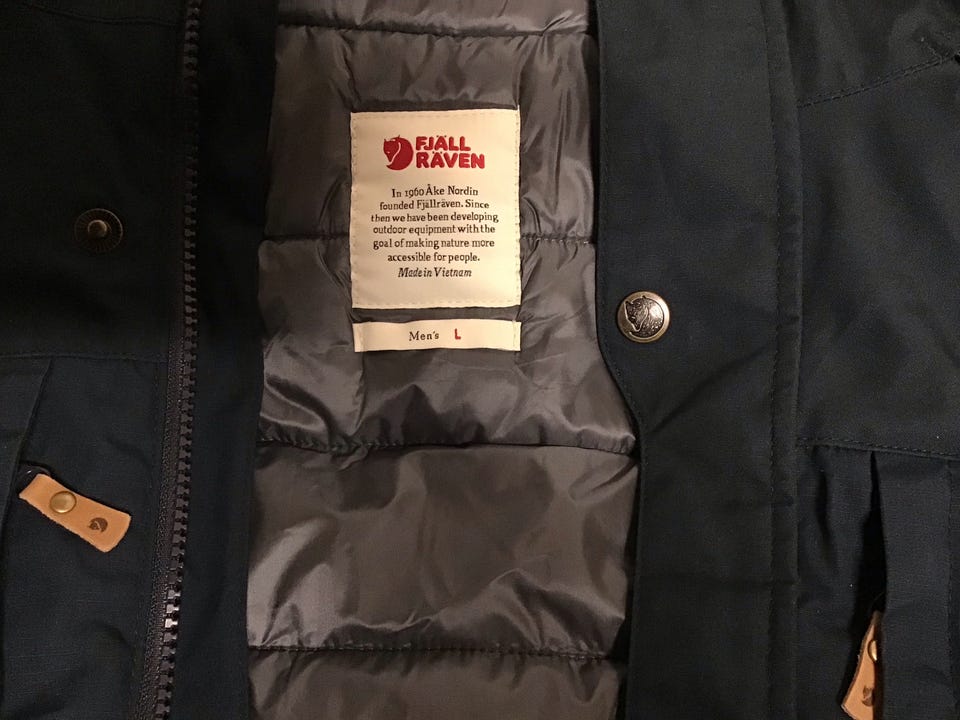 FJÄLL
RÄVEN
In 1960 Åke Nordin
founded Fjällräven. Since
then we have been developing
outdoor equipment with the
goal of making nature more
accessible for people.
Made in Vietnam
Men's L